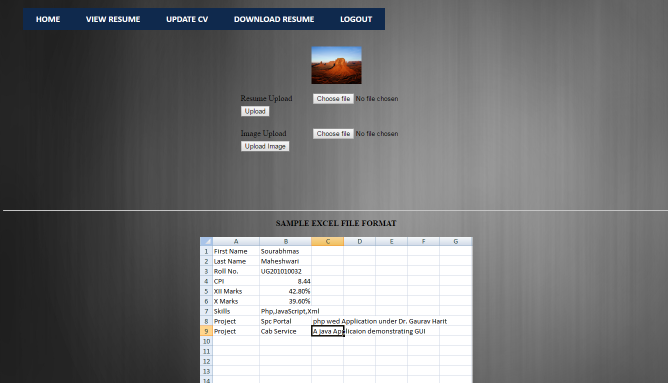 HOME VIEW RESUME UPDATE CV DOWNLOAD RESUME LOGOUT
Resume Upload Choose file No file chosen
Upload
Image Upload Choose file No file chosen
Upload Image
SAMPLE EXCEL FILE FORMAT
A B C D E F G
1 First Name Sourabhmas
2 Last Name Maheshwari
3 Roll No. UG201010032
4 CPI 8.44
5 XII Marks 42.80%
6 X Marks 39.60%
7 Skills Php,JavaScript,Xml
8 Project Spc Portal php wed Application under Dr. Gaurav Harit
9 Project Cab Service A java Applicaion demonstrating GUI
10
11
12
13
14